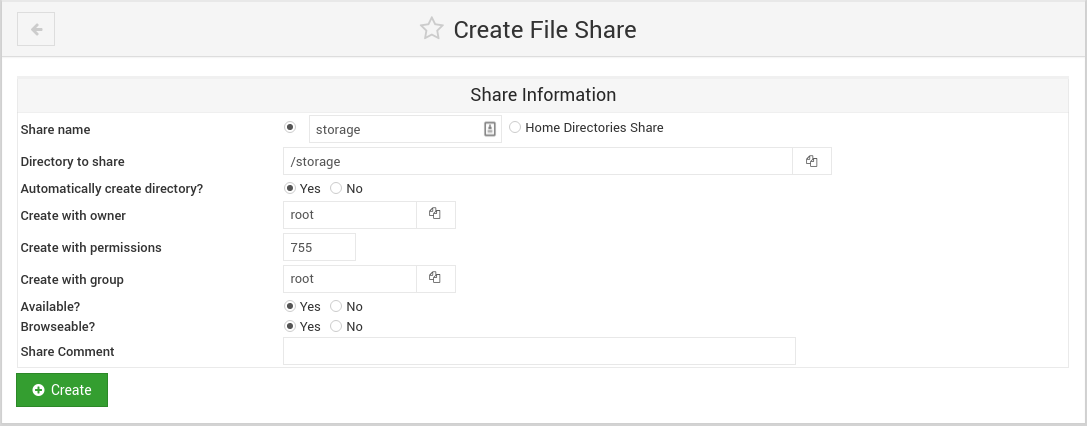 Create File Share
Share Information
Share name storage Home Directories Share
Directory to share /storage
Automatically create directory? Yes No
Create with owner root
Create with permissions 755
Create with group root
Available? Yes No
Browseable? Yes No
Share Comment
Create